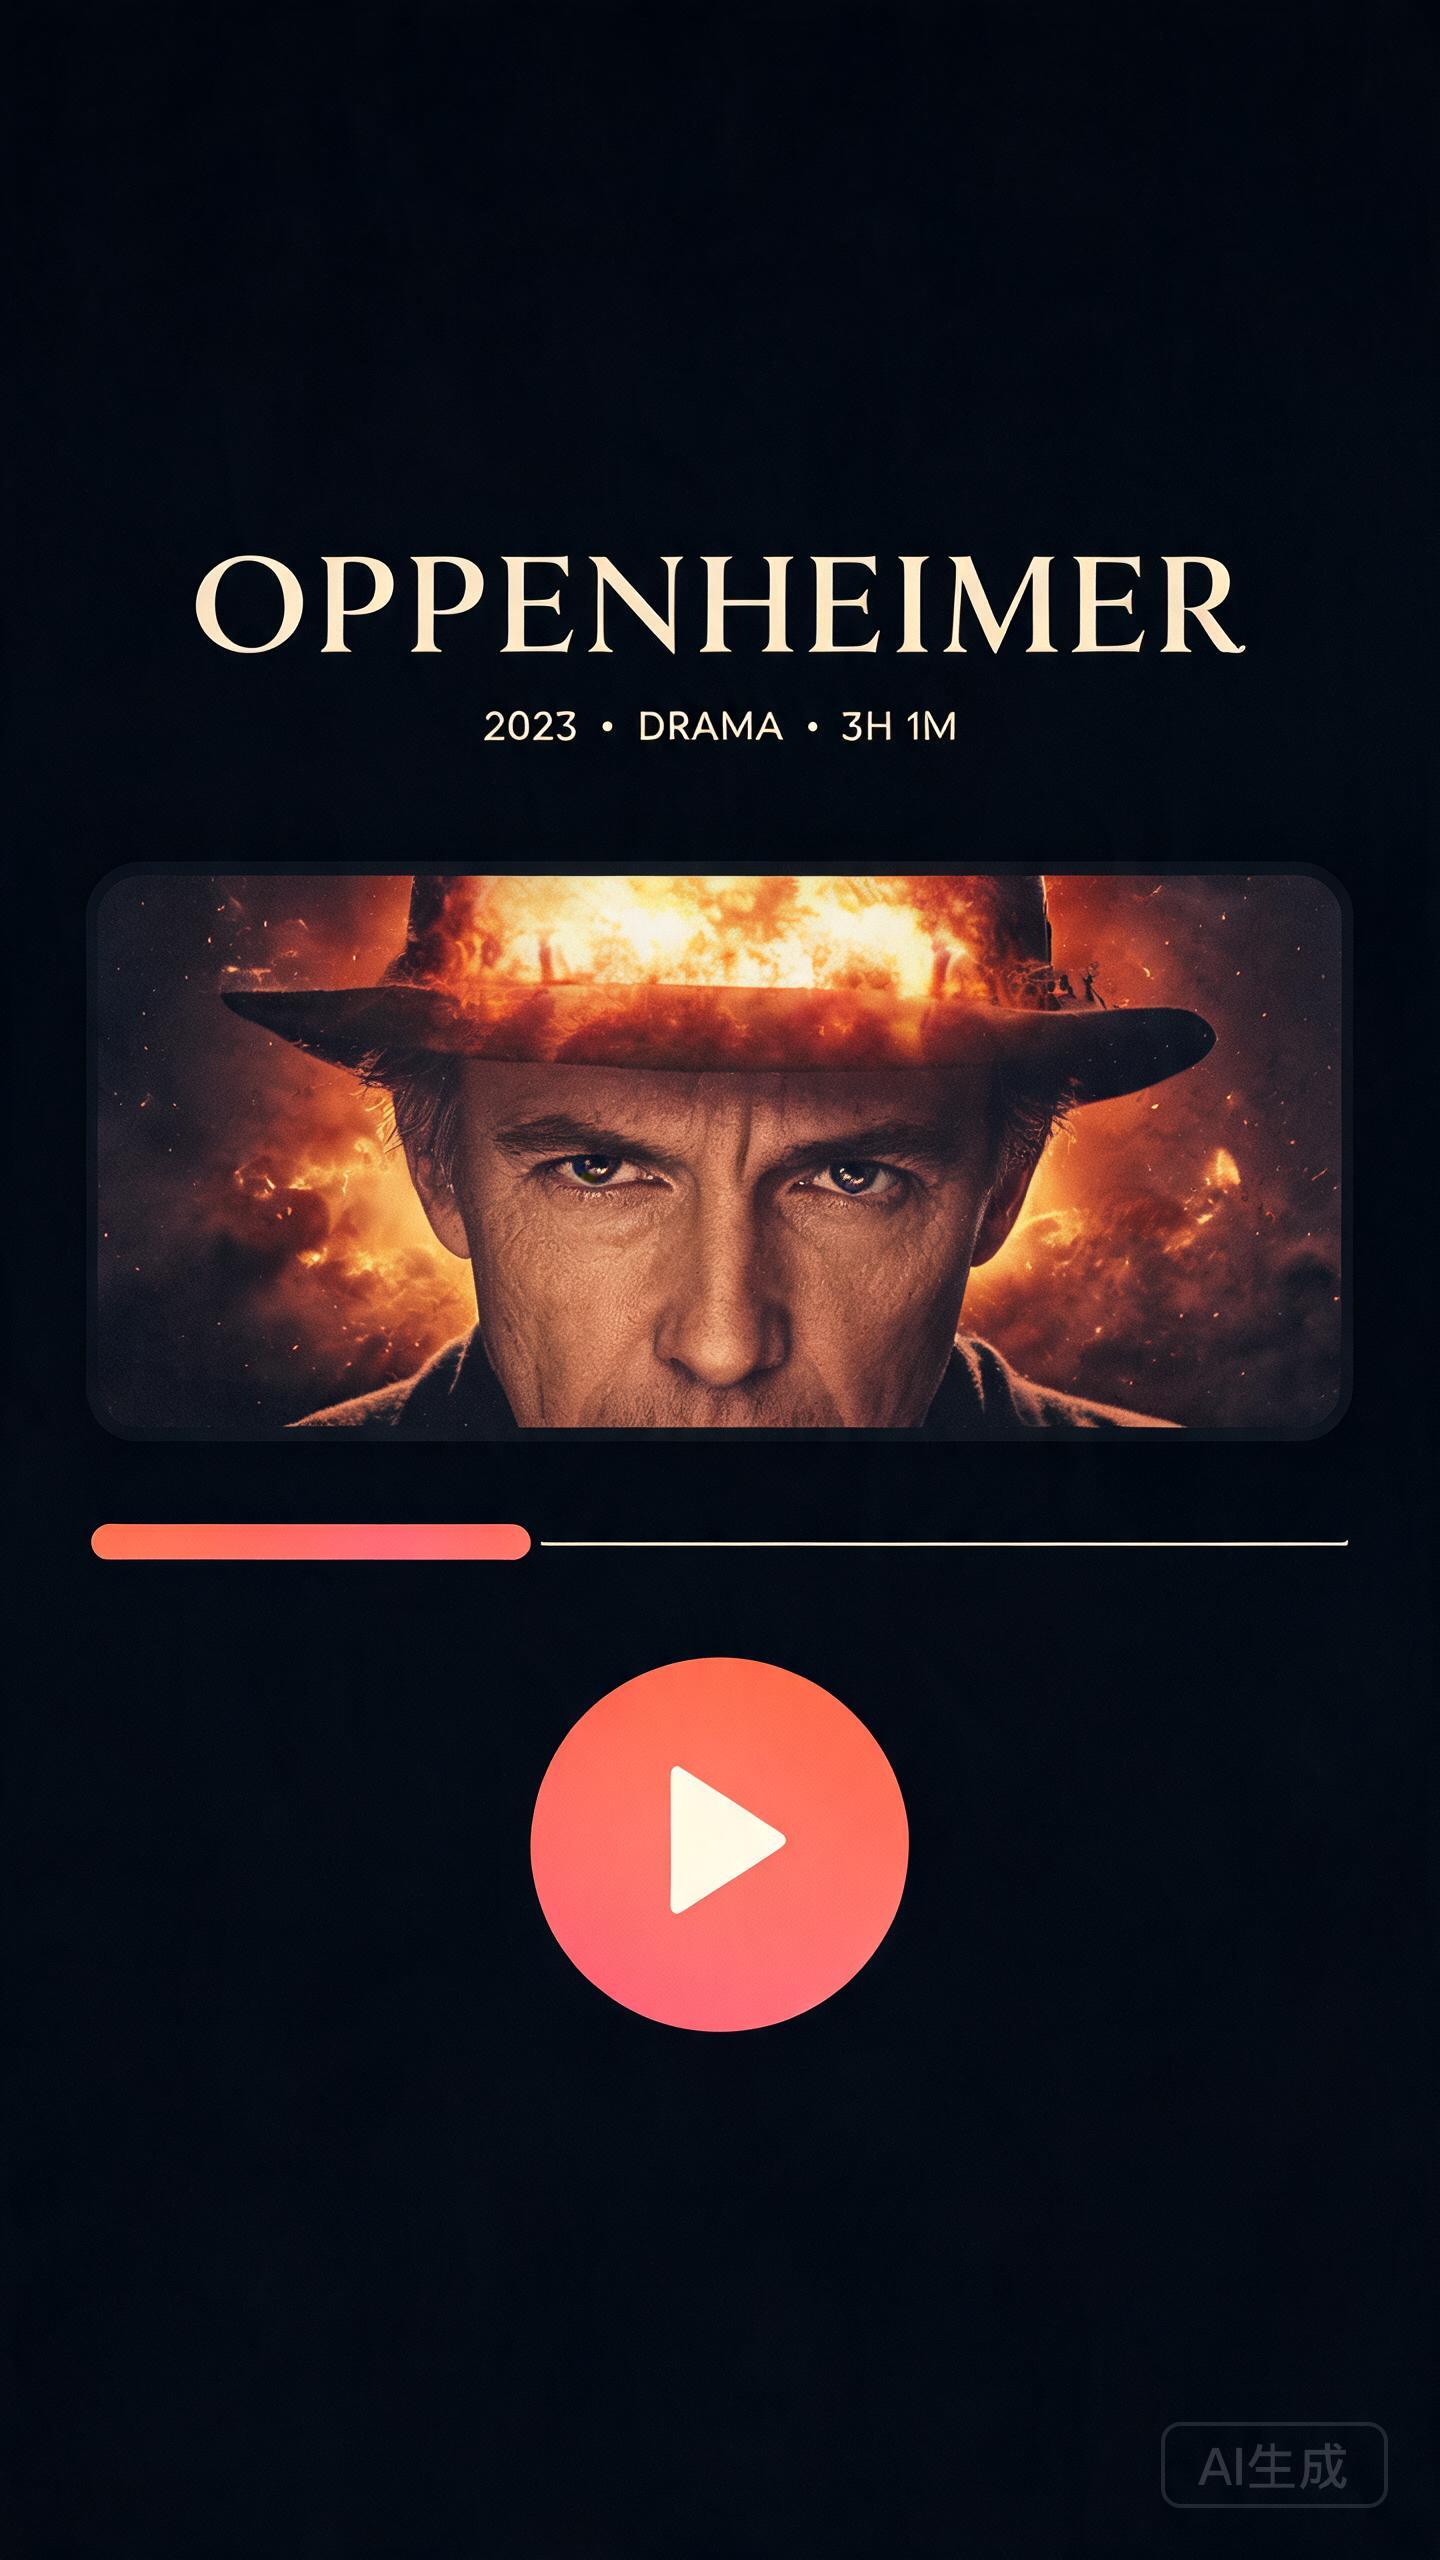 OPPENHEIMER
2023 • DRAMA • 3H 1M
AI生成